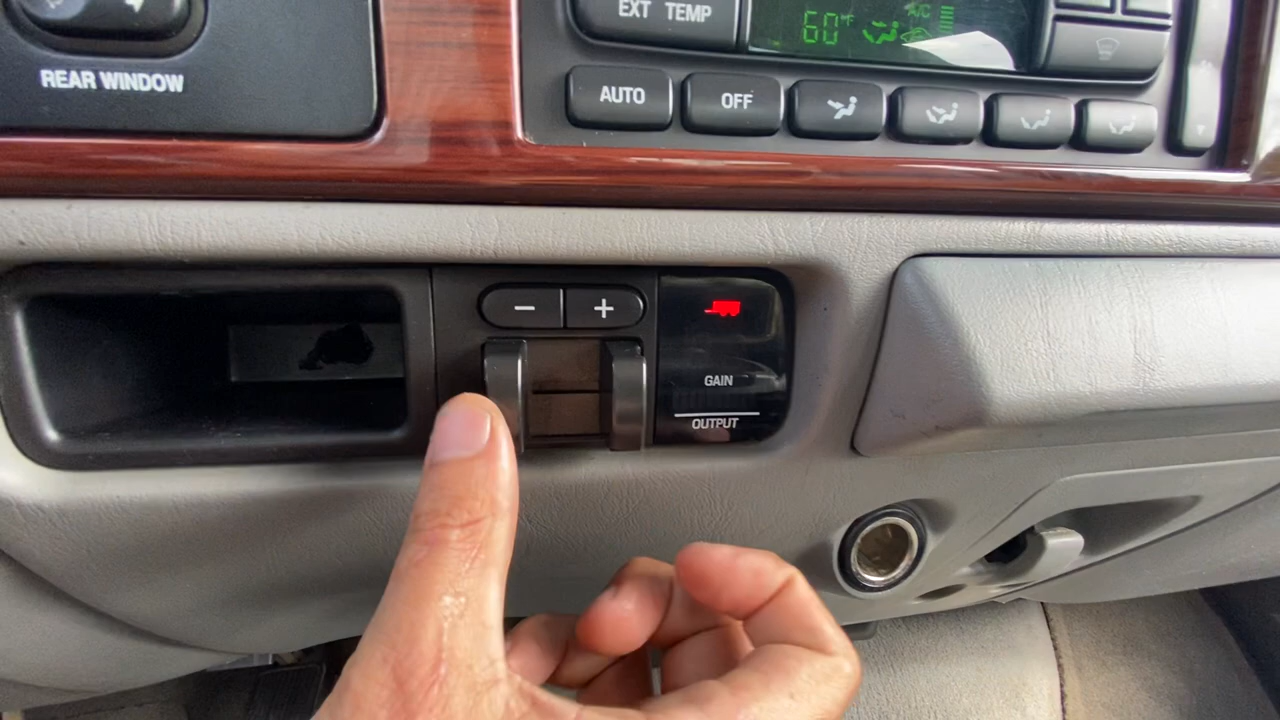 EXT TEMP
60°F
A/C
REAR WINDOW
AUTO
OFF
- +
GAIN
OUTPUT